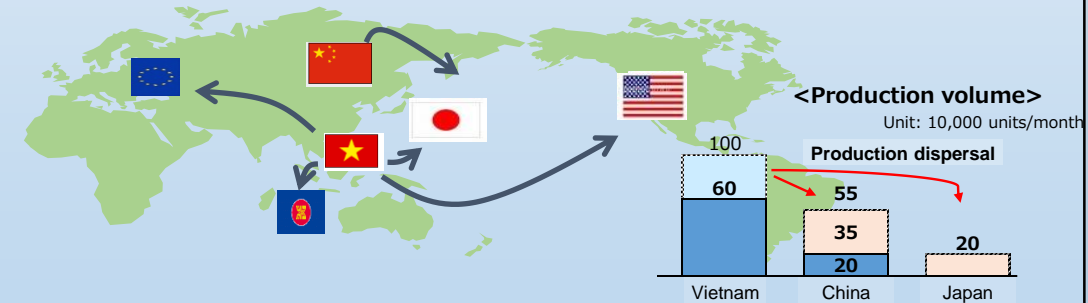 <Production volume>
Unit: 10,000 units/month
Production dispersal
100
60
55
35
20
20
Vietnam
China
Japan